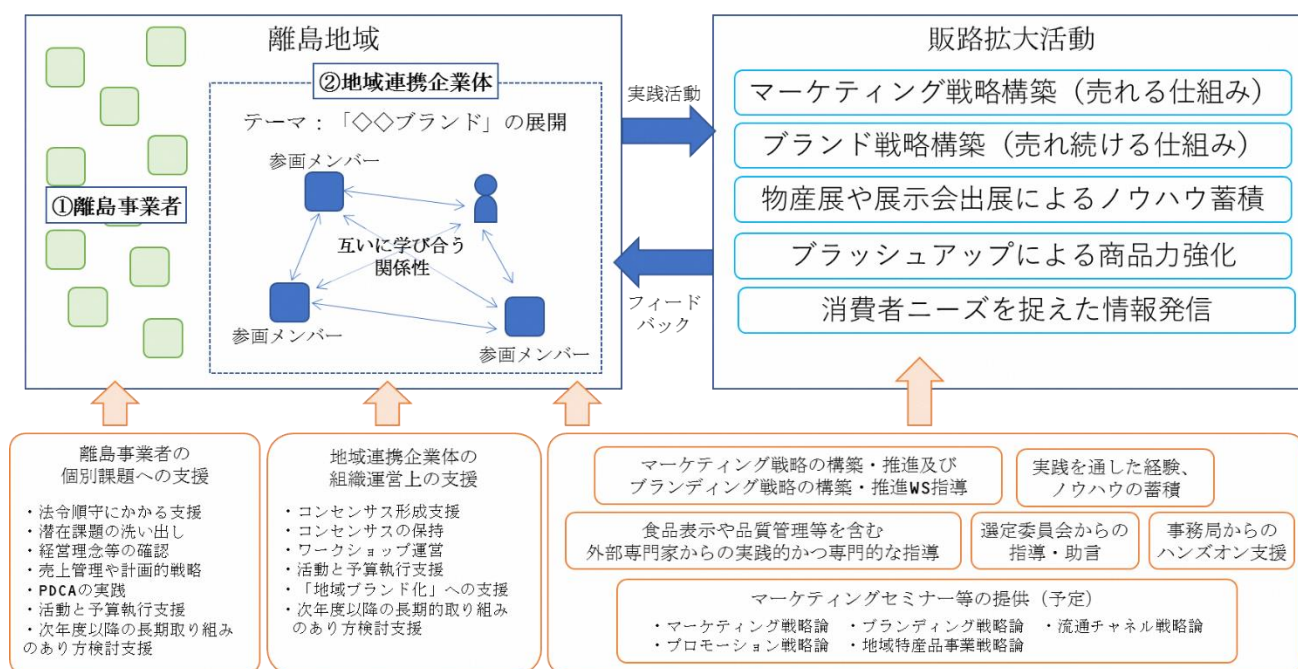 離島地域
②地域連携企業体
テーマ：「◇◇ブランド」の展開
参画メンバー
①離島事業者
互いに学び合う
関係性
参画メンバー
参画メンバー
実践活動
フィード
バック
販路拡大活動
マーケティング戦略構築（売れる仕組み）
ブランド戦略構築（売れ続ける仕組み）
物産展や展示会出展によるノウハウ蓄積
ブラッシュアップによる商品力強化
消費者ニーズを捉えた情報発信
離島事業者の
個別課題への支援
・法令順守にかかる支援
・潜在課題の洗い出し
・経営理念等の確認
・売上管理や計画的戦略
・PDCAの実践
・活動と予算執行支援
・次年度以降の長期取り組み
のあり方検討支援
地域連携企業体の
組織運営上の支援
・コンセンサス形成支援
・コンセンサスの保持
・ワークショップ運営
・活動と予算執行支援
・「地域ブランド化」への支援
・次年度以降の長期的取り組み
のあり方検討支援
マーケティング戦略の構築・推進及び
ブランディング戦略の構築・推進WS指導
実践を通した経験、
ノウハウの蓄積
食品表示や品質管理等を含む
外部専門家からの実践的かつ専門的な指導
選定委員会からの
指導・助言
事務局からの
ハンズオン支援
マーケティングセミナー等の提供（予定）
・マーケティング戦略論　・ブランディング戦略論　・流通チャネル戦略論
・プロモーション戦略論　・地域特産品事業戦略論